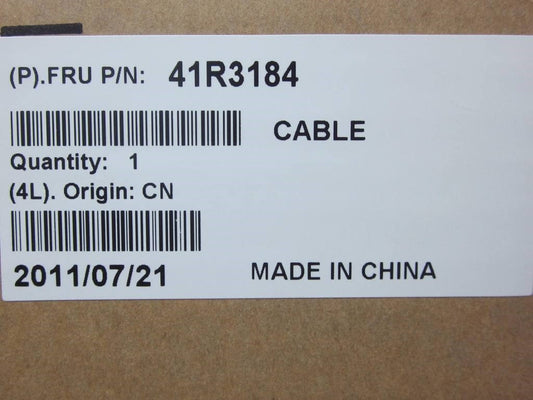 (P).FRU P/N: 41R3184
CABLE
Quantity: 1
(4L). Origin: CN
2011/07/21 MADE IN CHINA